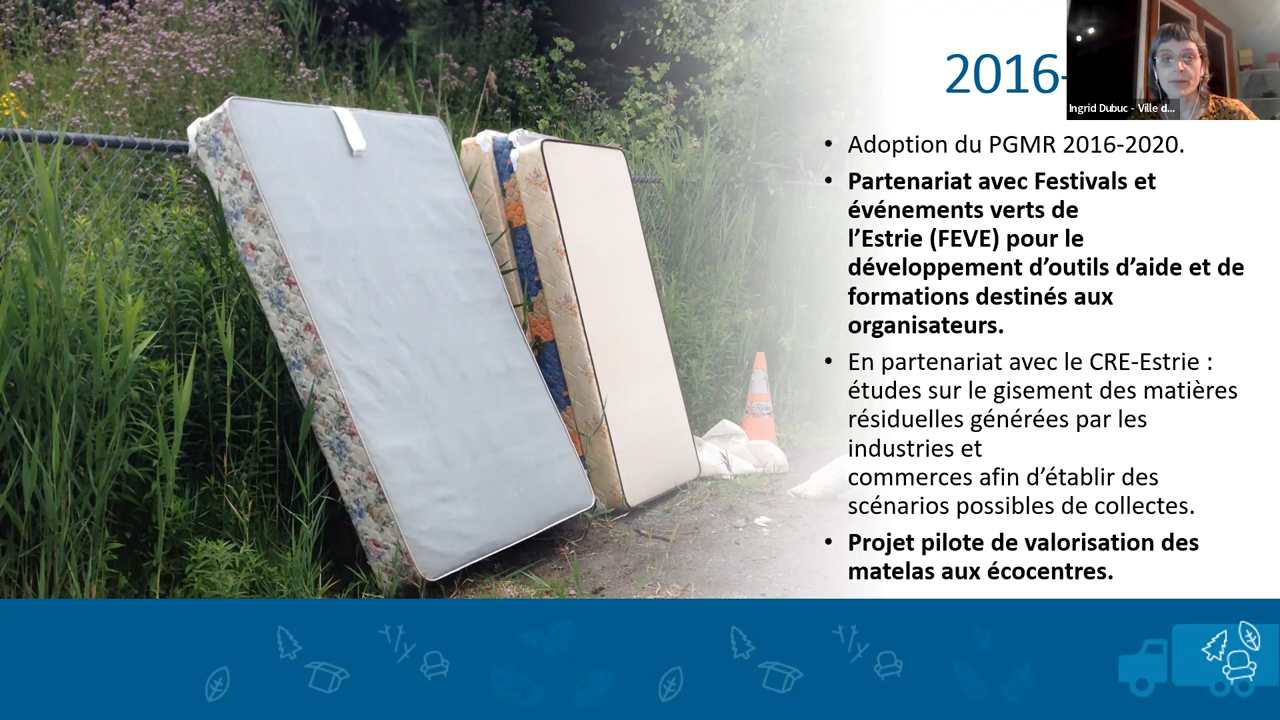 2016-
Ingrid Dubuc - Ville d...
• Adoption du PGMR 2016-2020.
• Partenariat avec Festivals et
événements verts de
l’Estrie (FEVE) pour le
développement d’outils d’aide et de
formations destinés aux
organisateurs.
• En partenariat avec le CRE-Estrie :
études sur le gisement des matières
résiduelles générées par les
industries et
commerces afin d’établir des
scénarios possibles de collectes.
• Projet pilote de valorisation des
matelas aux écocentres.